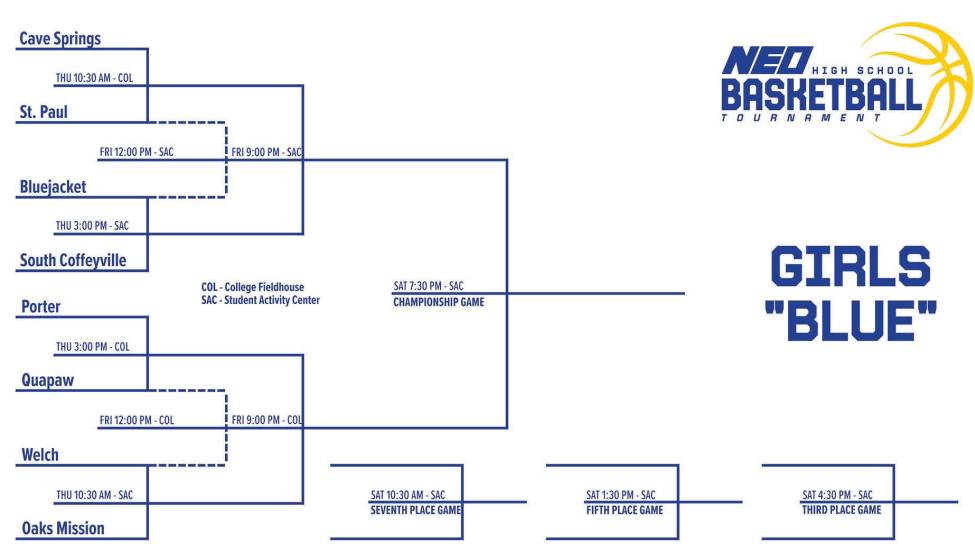 Cave Springs
THU 10:30 AM - COL
St. Paul
FRI 12:00 PM - SAC
FRI 9:00 PM - SAC
Bluejacket
THU 3:00 PM - SAC
South Coffeyville
COL - College Fieldhouse
SAC - Student Activity Center
SAT 7:30 PM - SAC
CHAMPIONSHIP GAME
Porter
THU 3:00 PM - COL
Quapaw
FRI 12:00 PM - COL
FRI 9:00 PM - COL
Welch
THU 10:30 AM - SAC
Oaks Mission
SAT 10:30 AM - SAC
SEVENTH PLACE GAME
SAT 1:30 PM - SAC
FIFTH PLACE GAME
SAT 4:30 PM - SAC
THIRD PLACE GAME
NEO HIGH SCHOOL
BASKETBALL
TOURNAMENT
GIRLS
"BLUE"